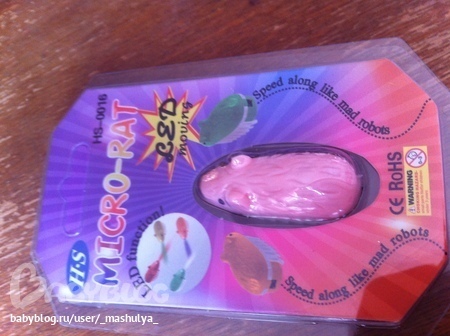 HS-0016
MICRO-RAT
LED
moving
H·S
LED function!
Speed along like mad robots
Speed along like mad robots
CE RoHS
WARNING
babyblog.ru/user/_mashulya_